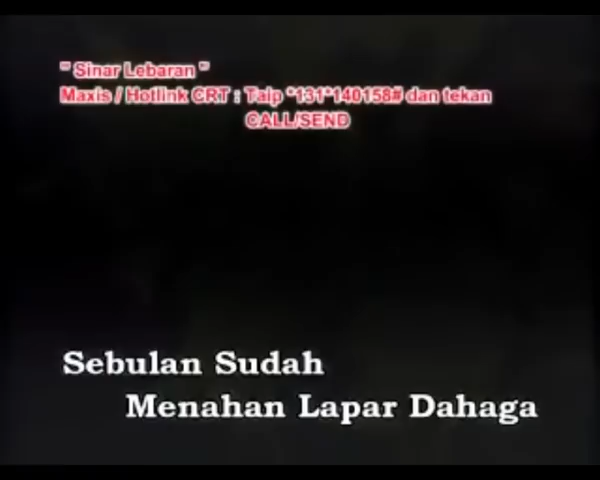 " Sinar Lebaran "
Maxis / Hotlink CRT : Taip *131*140158# dan tekan
CALL/SEND
Sebulan Sudah
Menahan Lapar Dahaga